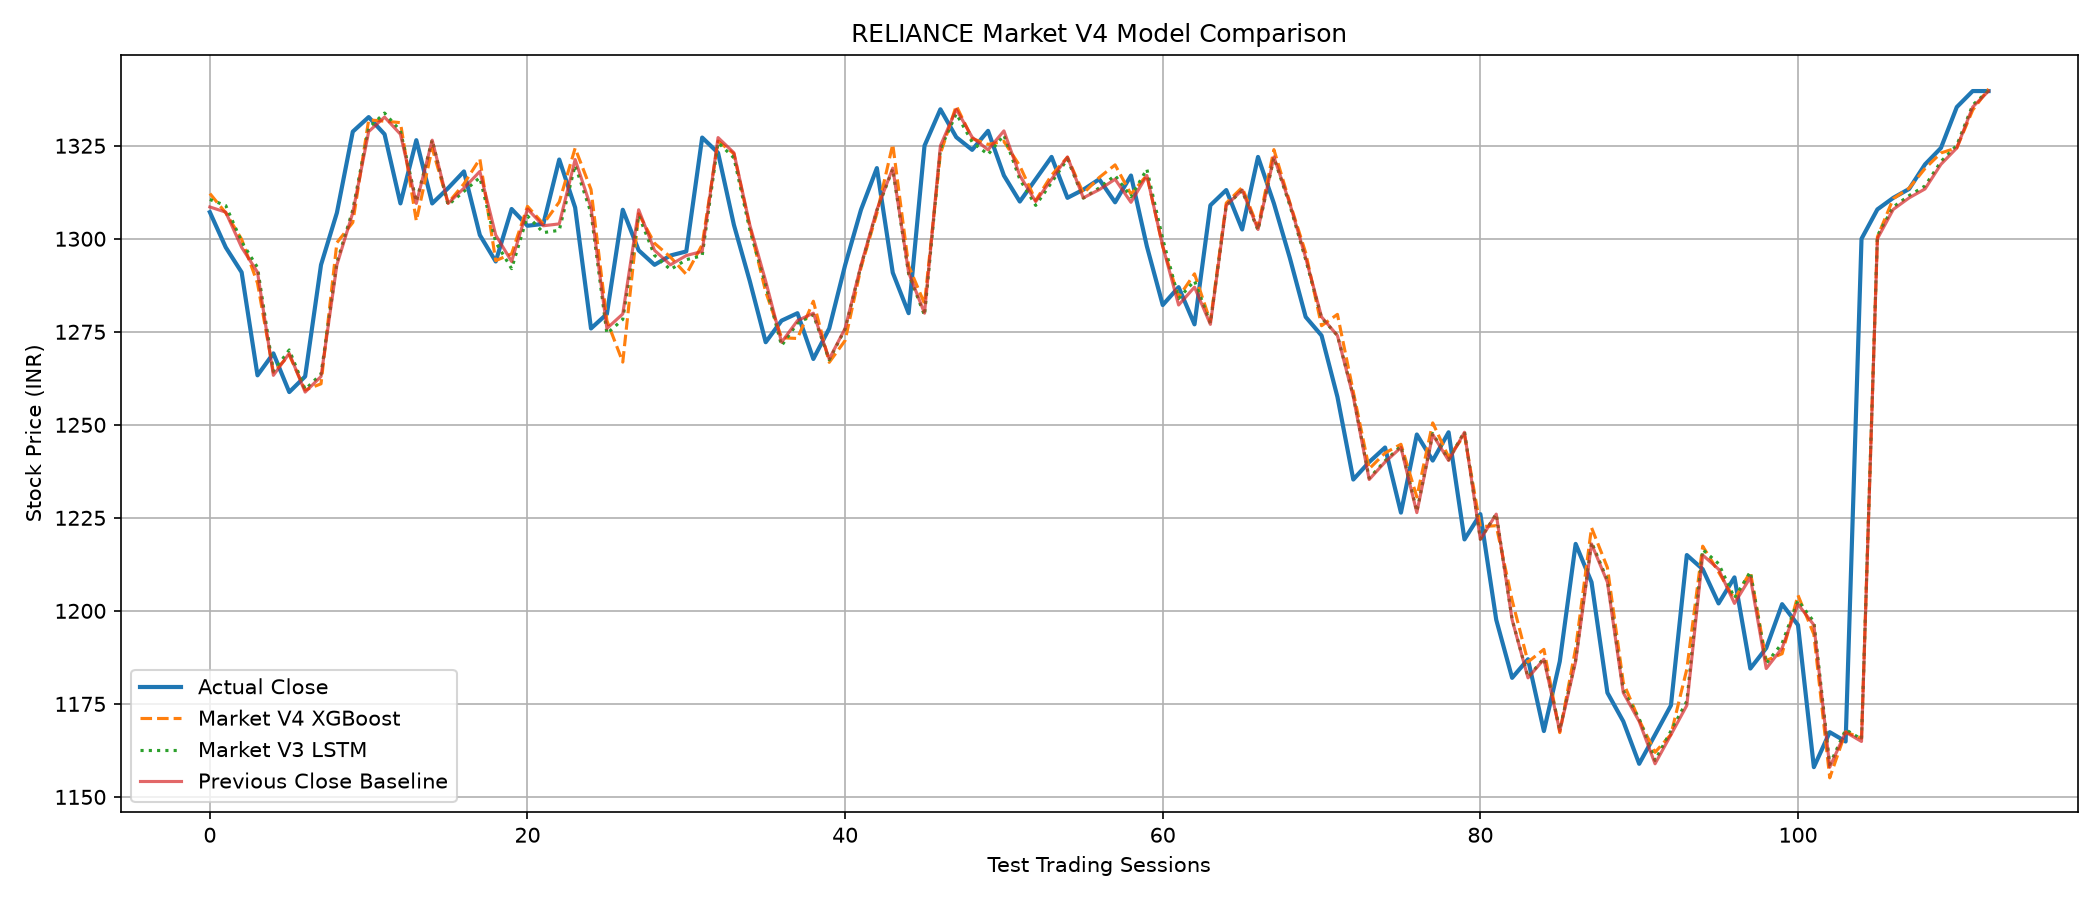 RELIANCE Market V4 Model Comparison
Stock Price (INR)
1325
1300
1275
1250
1225
1200
1175
1150
Actual Close
Market V4 XGBoost
Market V3 LSTM
Previous Close Baseline
0 20 40 60 80 100
Test Trading Sessions